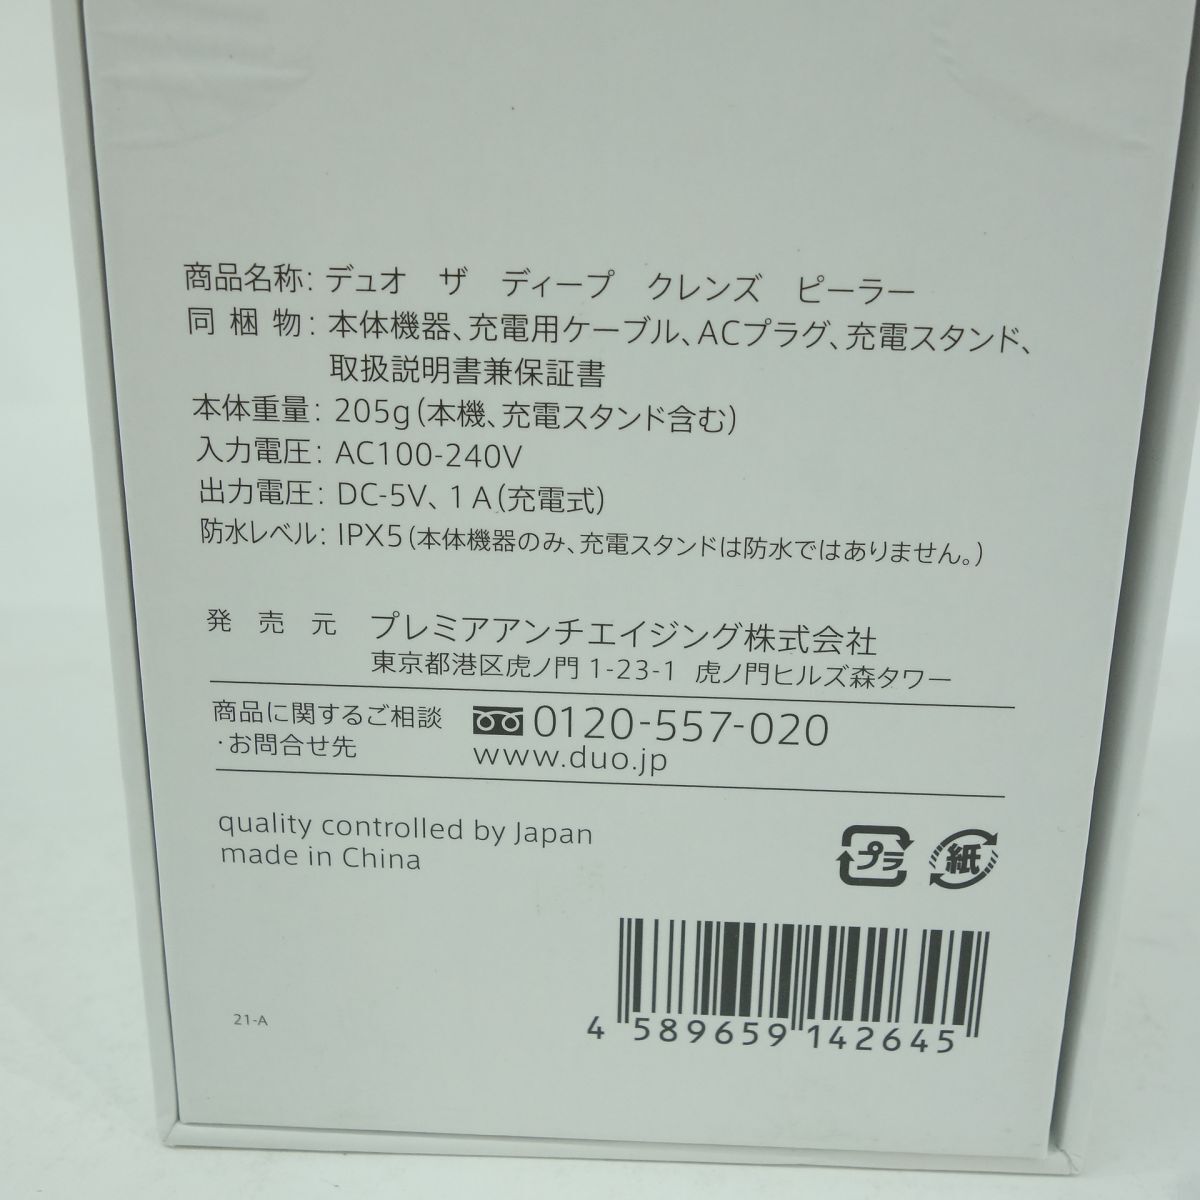 商品名称: デュオ ザ ディープ クレンズ ピーラー
同梱物: 本体機器、充電用ケーブル、ACプラグ、充電スタンド、
取扱説明書兼保証書
本体重量: 205g(本機、充電スタンド含む)
入力電圧: AC100-240V
出力電圧: DC-5V、1A(充電式)
防水レベル: IPX5(本体機器のみ、充電スタンドは防水ではありません。)
発売元 プレミアアンチエイジング株式会社
東京都港区虎ノ門1-23-1 虎ノ門ヒルズ森タワー
商品に関するご相談
・お問合せ先
0120-557-020
www.duo.jp
quality controlled by Japan
made in China
プラ 紙
21-A
4 589659 142645